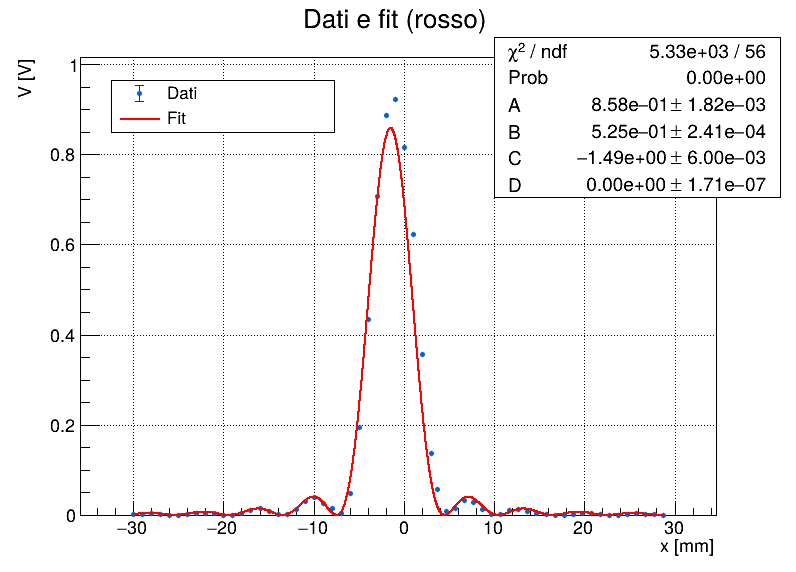 Dati e fit (rosso)
χ² / ndf 5.33e+03 / 56
Prob 0.00e+00
A 8.58e−01 ± 1.82e−03
B 5.25e−01 ± 2.41e−04
C −1.49e+00 ± 6.00e−03
D 0.00e+00 ± 1.71e−07
Dati
Fit
V [V]
1
0.8
0.6
0.4
0.2
0
−30 −20 −10 0 10 20 30
x [mm]